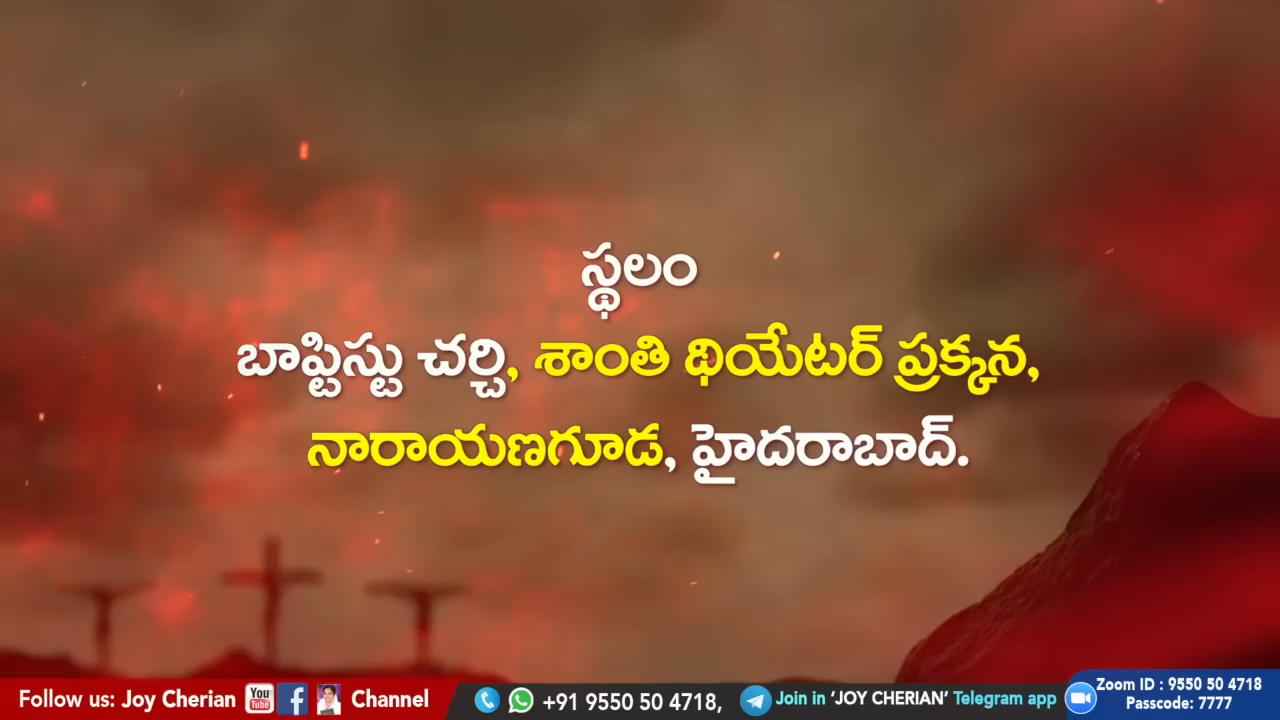 స్థలం
బాప్టిస్టు చర్చి, శాంతి థియేటర్ ప్రక్కన,
నారాయణగూడ, హైదరాబాద్.
Follow us: Joy Cherian You Tube f Channel
+91 9550 50 4718,
Join in ‘JOY CHERIAN’ Telegram app
Zoom ID : 9550 50 4718
Passcode: 7777